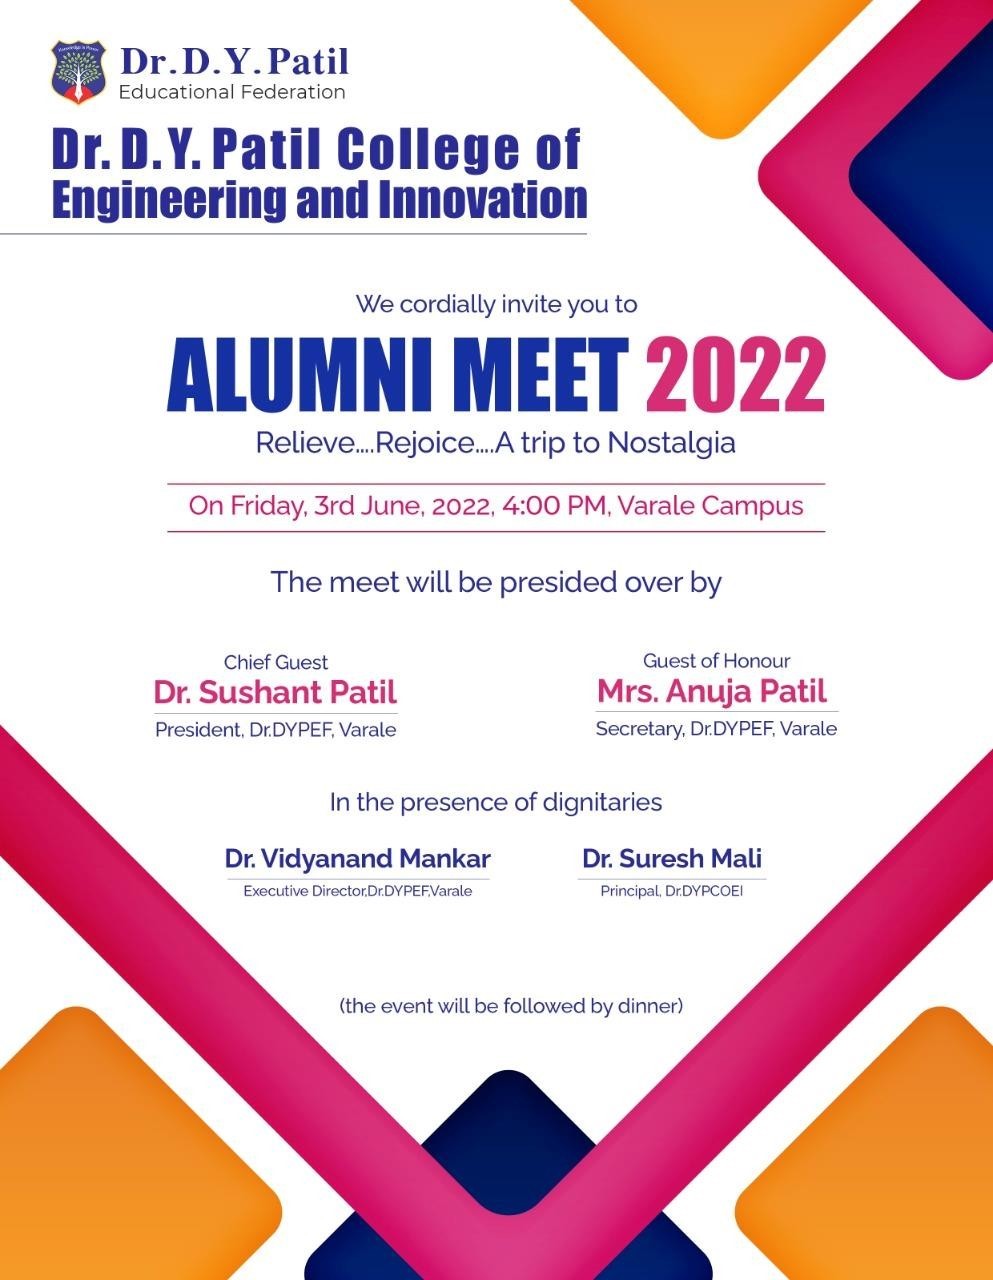 Knowledge is Power
Dr. D. Y. Patil
Educational Federation
Dr. D.Y. Patil College of
Engineering and Innovation
We cordially invite you to
ALUMNI MEET 2022
Relieve....Rejoice....A trip to Nostalgia
On Friday, 3rd June, 2022, 4:00 PM, Varale Campus
The meet will be presided over by
Chief Guest
Dr. Sushant Patil
President, Dr.DYPEF, Varale
Guest of Honour
Mrs. Anuja Patil
Secretary, Dr.DYPEF, Varale
In the presence of dignitaries
Dr. Vidyanand Mankar
Executive Director,Dr.DYPEF,Varale
Dr. Suresh Mali
Principal, Dr.DYPCOEI
(the event will be followed by dinner)